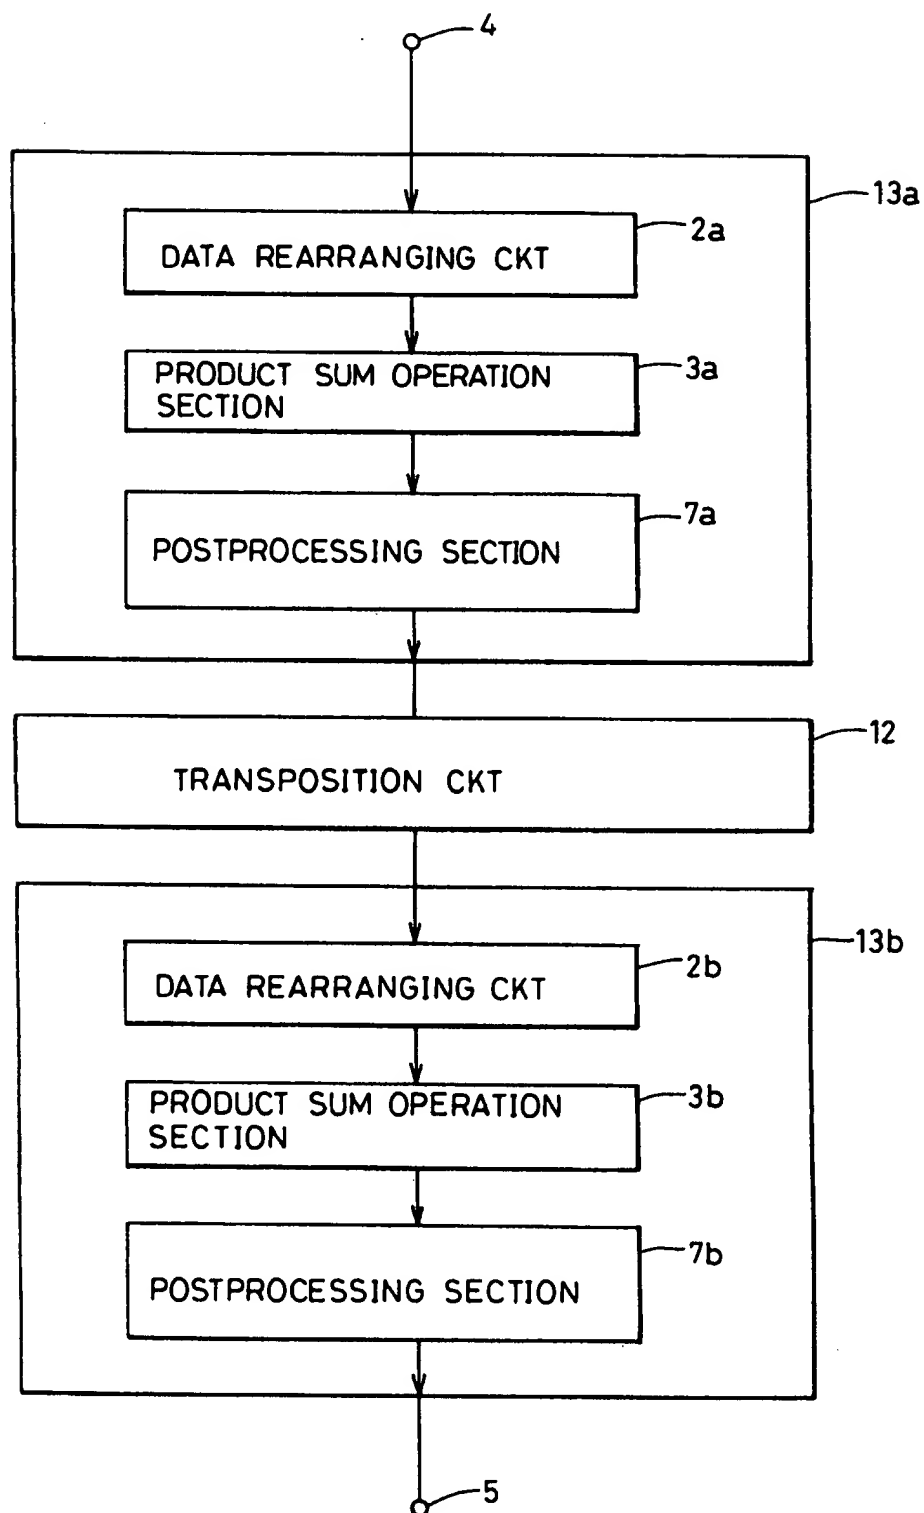 4
13a
2a
DATA REARRANGING CKT
3a
PRODUCT SUM OPERATION
SECTION
7a
POSTPROCESSING SECTION
12
TRANSPOSITION CKT
13b
2b
DATA REARRANGING CKT
3b
PRODUCT SUM OPERATION
SECTION
7b
POSTPROCESSING SECTION
5